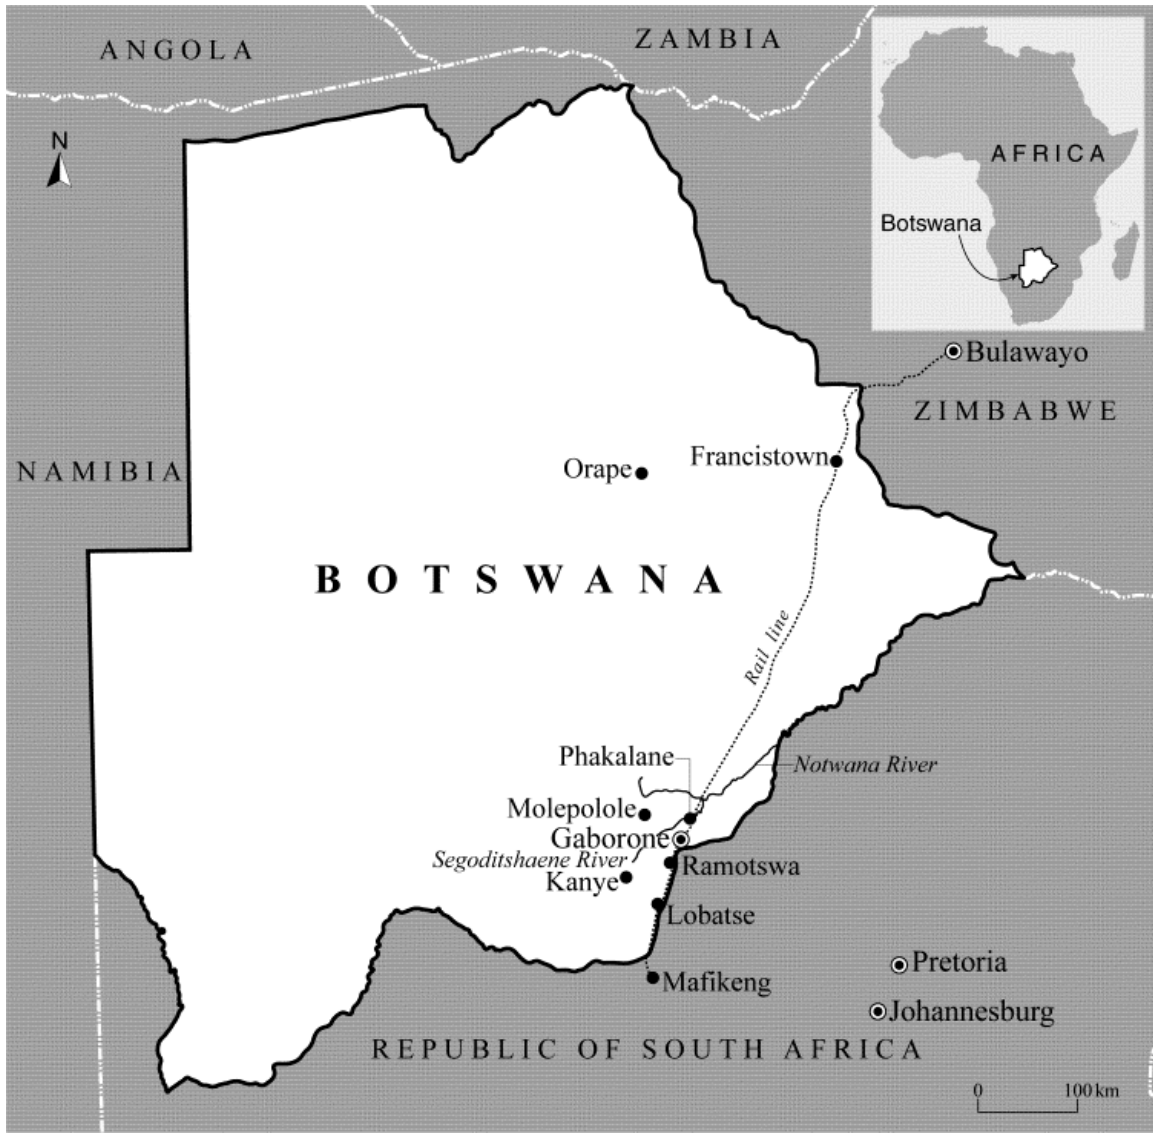 ANGOLA
ZAMBIA
N
AFRICA
Botswana
Bulawayo
ZIMBABWE
NAMIBIA
Orape
Francistown
BOTSWANA
Rail line
Phakalane
Notwana River
Molepolole
Gaborone
Segoditshaene River
Ramotswa
Kanye
Lobatse
Pretoria
Mafikeng
Johannesburg
REPUBLIC OF SOUTH AFRICA
0 100 km